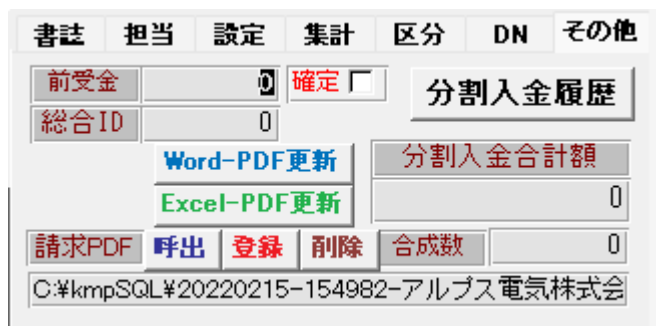 書誌 担当 設定 集計 区分 DN その他
前受金 0 確定 分割入金履歴
総合ID 0
Word-PDF更新 分割入金合計額
Excel-PDF更新 0
請求PDF 呼出 登録 削除 合成数 0
C:¥kmpSQL¥20220215-154982-アルプス電気株式会